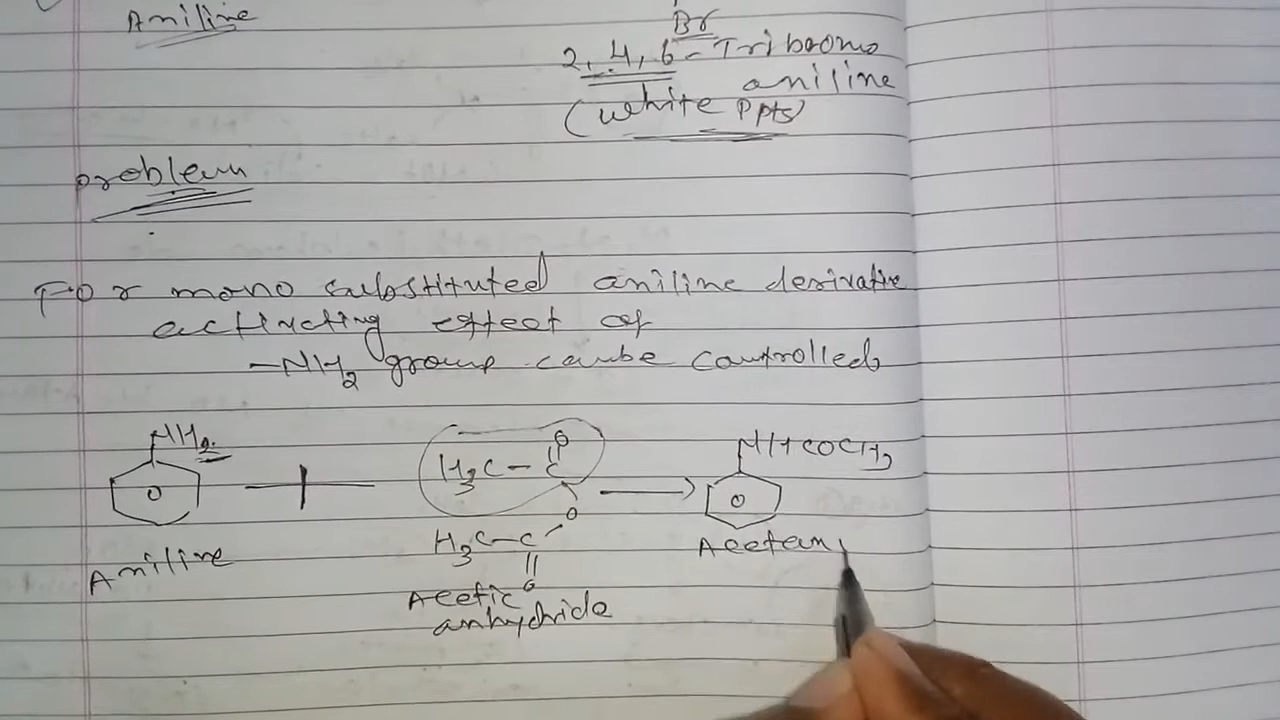 Aniline
Br
2,4,6-Tribromo
aniline
(white ppts)
problem
For mono substituted aniline derivative
effect of
-NH2 group can be controlled
NH2
H3C-C
O
O
H3C-C
O
NHCOCH3
Aniline
Acetic
anhydride
Acetan